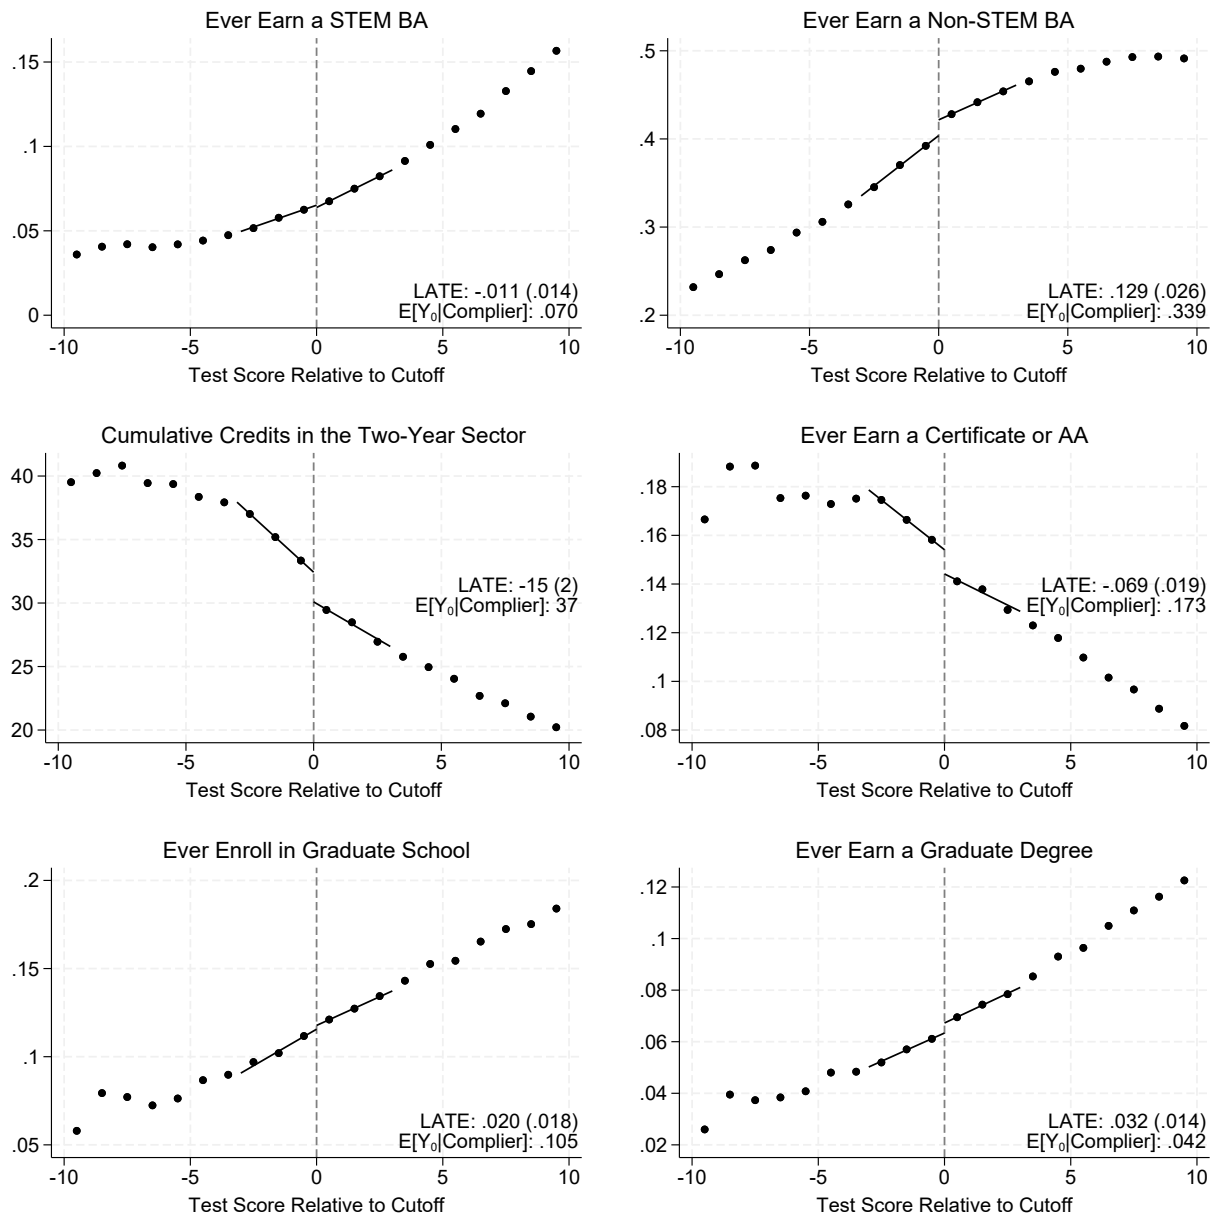 Ever Earn a STEM BA
.15
.1
.05
0
LATE: -.011 (.014)
E[Y₀|Complier]: .070
-10 -5 0 5 10
Test Score Relative to Cutoff
Ever Earn a Non-STEM BA
.5
.4
.3
.2
LATE: .129 (.026)
E[Y₀|Complier]: .339
-10 -5 0 5 10
Test Score Relative to Cutoff
Cumulative Credits in the Two-Year Sector
40
35
30
25
20
LATE: -15 (2)
E[Y₀|Complier]: 37
-10 -5 0 5 10
Test Score Relative to Cutoff
Ever Earn a Certificate or AA
.18
.16
.14
.12
.1
.08
LATE: -.069 (.019)
E[Y₀|Complier]: .173
-10 -5 0 5 10
Test Score Relative to Cutoff
Ever Enroll in Graduate School
.2
.15
.1
.05
LATE: .020 (.018)
E[Y₀|Complier]: .105
-10 -5 0 5 10
Test Score Relative to Cutoff
Ever Earn a Graduate Degree
.12
.1
.08
.06
.04
.02
LATE: .032 (.014)
E[Y₀|Complier]: .042
-10 -5 0 5 10
Test Score Relative to Cutoff